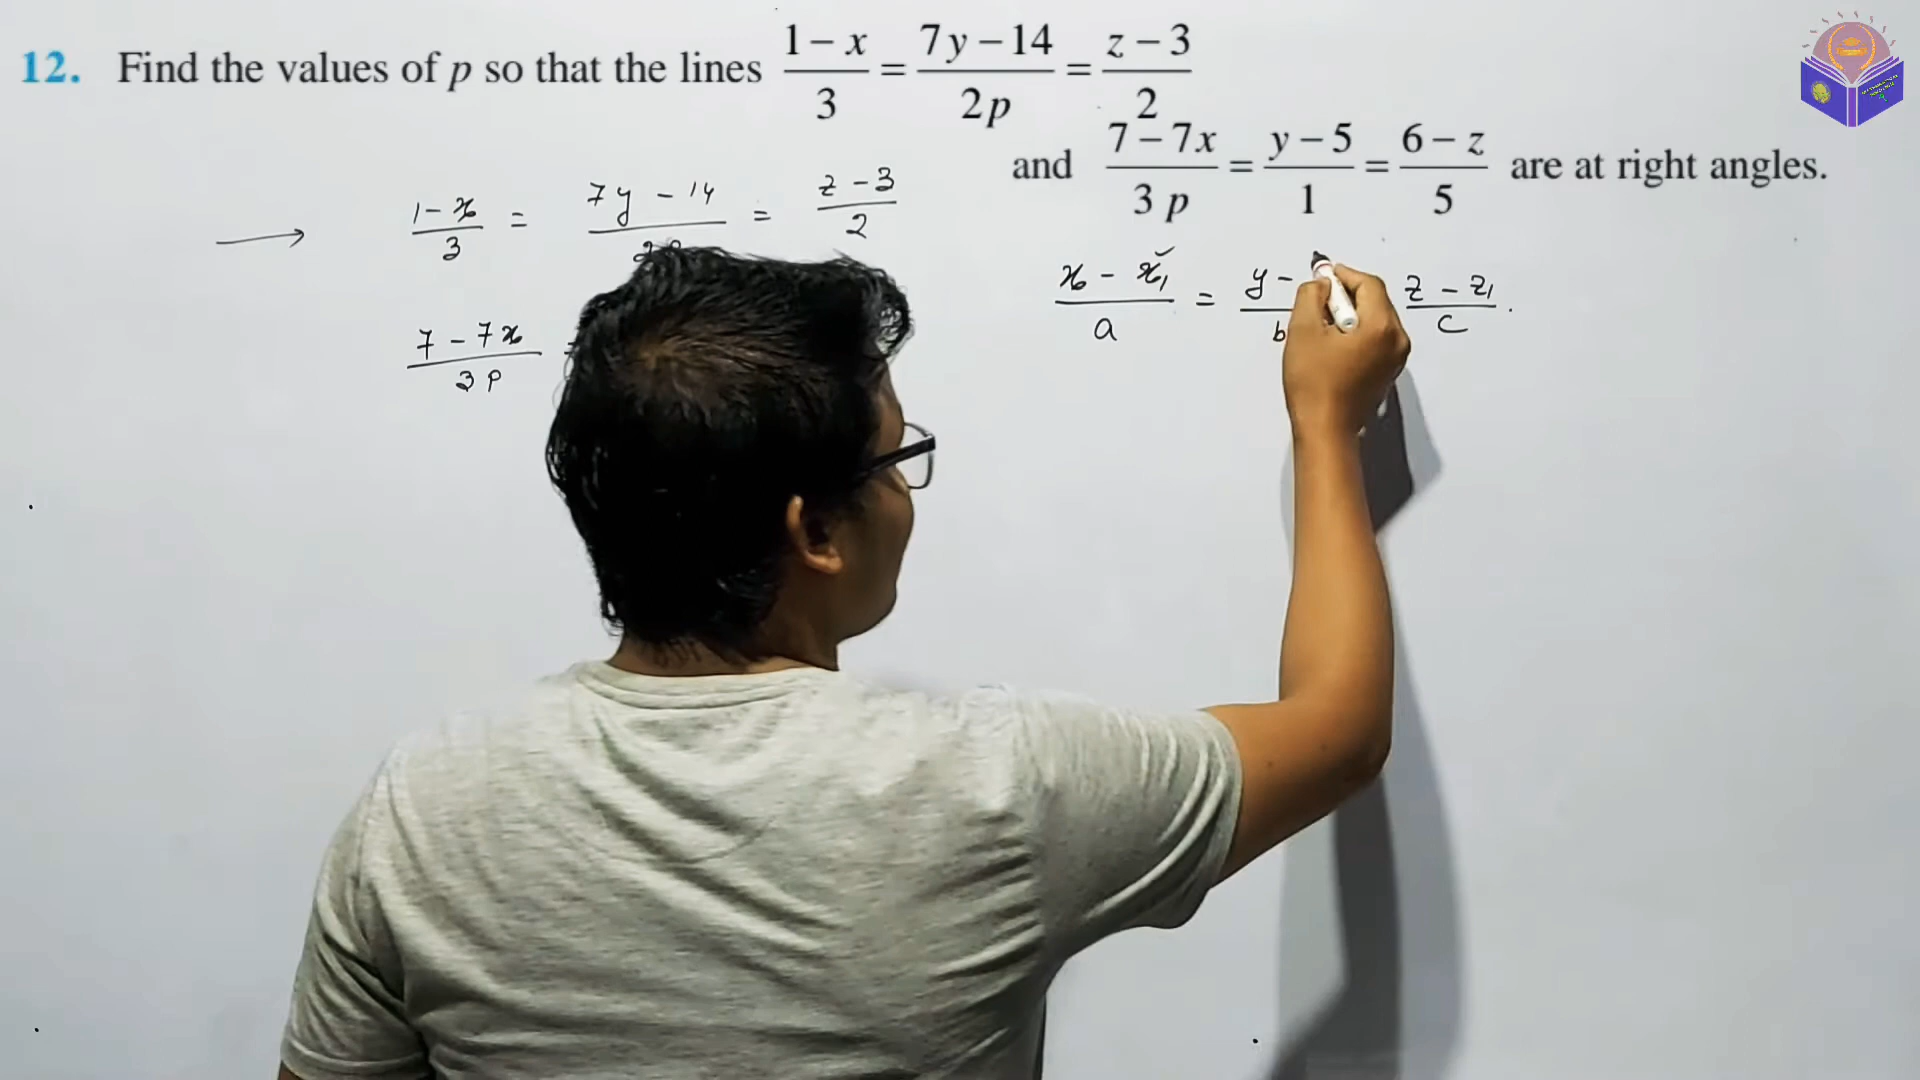 12. Find the values of p so that the lines (1 − x)/3 = (7y − 14)/2p = (z − 3)/2
and (7 − 7x)/3p = (y − 5)/1 = (6 − z)/5 are at right angles.
→ (1 − x)/3 = (7y − 14)/2p = (z − 3)/2
(7 − 7x)/3p =
(x − x₁)/a = (y − /b (z − z₁)/c .